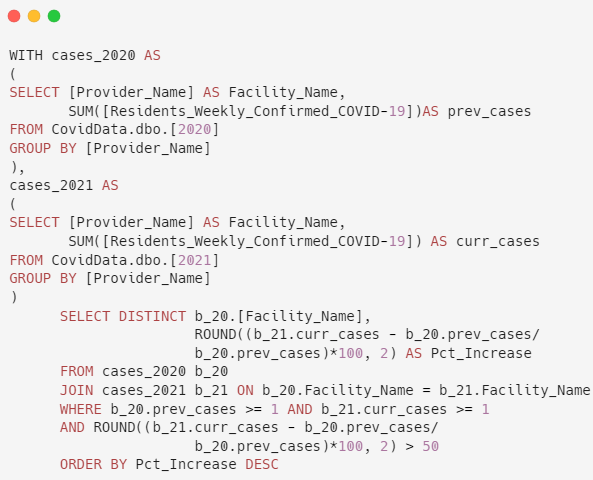 WITH cases_2020 AS
(
SELECT [Provider_Name] AS Facility_Name,
SUM([Residents_Weekly_Confirmed_COVID-19])AS prev_cases
FROM CovidData.dbo.[2020]
GROUP BY [Provider_Name]
),
cases_2021 AS
(
SELECT [Provider_Name] AS Facility_Name,
SUM([Residents_Weekly_Confirmed_COVID-19]) AS curr_cases
FROM CovidData.dbo.[2021]
GROUP BY [Provider_Name]
)
SELECT DISTINCT b_20.[Facility_Name],
ROUND((b_21.curr_cases - b_20.prev_cases/
b_20.prev_cases)*100, 2) AS Pct_Increase
FROM cases_2020 b_20
JOIN cases_2021 b_21 ON b_20.Facility_Name = b_21.Facility_Name
WHERE b_20.prev_cases >= 1 AND b_21.curr_cases >= 1
AND ROUND((b_21.curr_cases - b_20.prev_cases/
b_20.prev_cases)*100, 2) > 50
ORDER BY Pct_Increase DESC